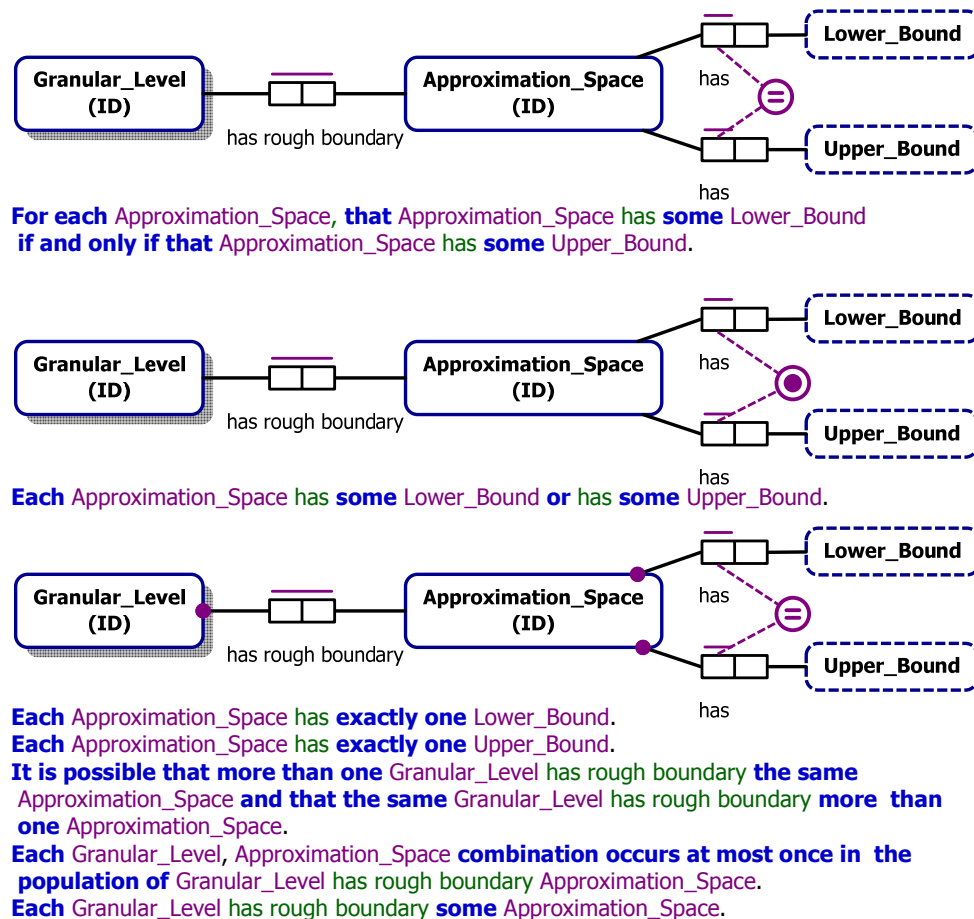 Lower_Bound
Granular_Level
(ID)
Approximation_Space
(ID)
has
has rough boundary
Upper_Bound
has
For each Approximation_Space, that Approximation_Space has some Lower_Bound
if and only if that Approximation_Space has some Upper_Bound.
Lower_Bound
Granular_Level
(ID)
Approximation_Space
(ID)
has
has rough boundary
Upper_Bound
has
Each Approximation_Space has some Lower_Bound or has some Upper_Bound.
Lower_Bound
Granular_Level
(ID)
Approximation_Space
(ID)
has
has rough boundary
Upper_Bound
has
Each Approximation_Space has exactly one Lower_Bound.
Each Approximation_Space has exactly one Upper_Bound.
It is possible that more than one Granular_Level has rough boundary the same
Approximation_Space and that the same Granular_Level has rough boundary more than
one Approximation_Space.
Each Granular_Level, Approximation_Space combination occurs at most once in the
population of Granular_Level has rough boundary Approximation_Space.
Each Granular_Level has rough boundary some Approximation_Space.